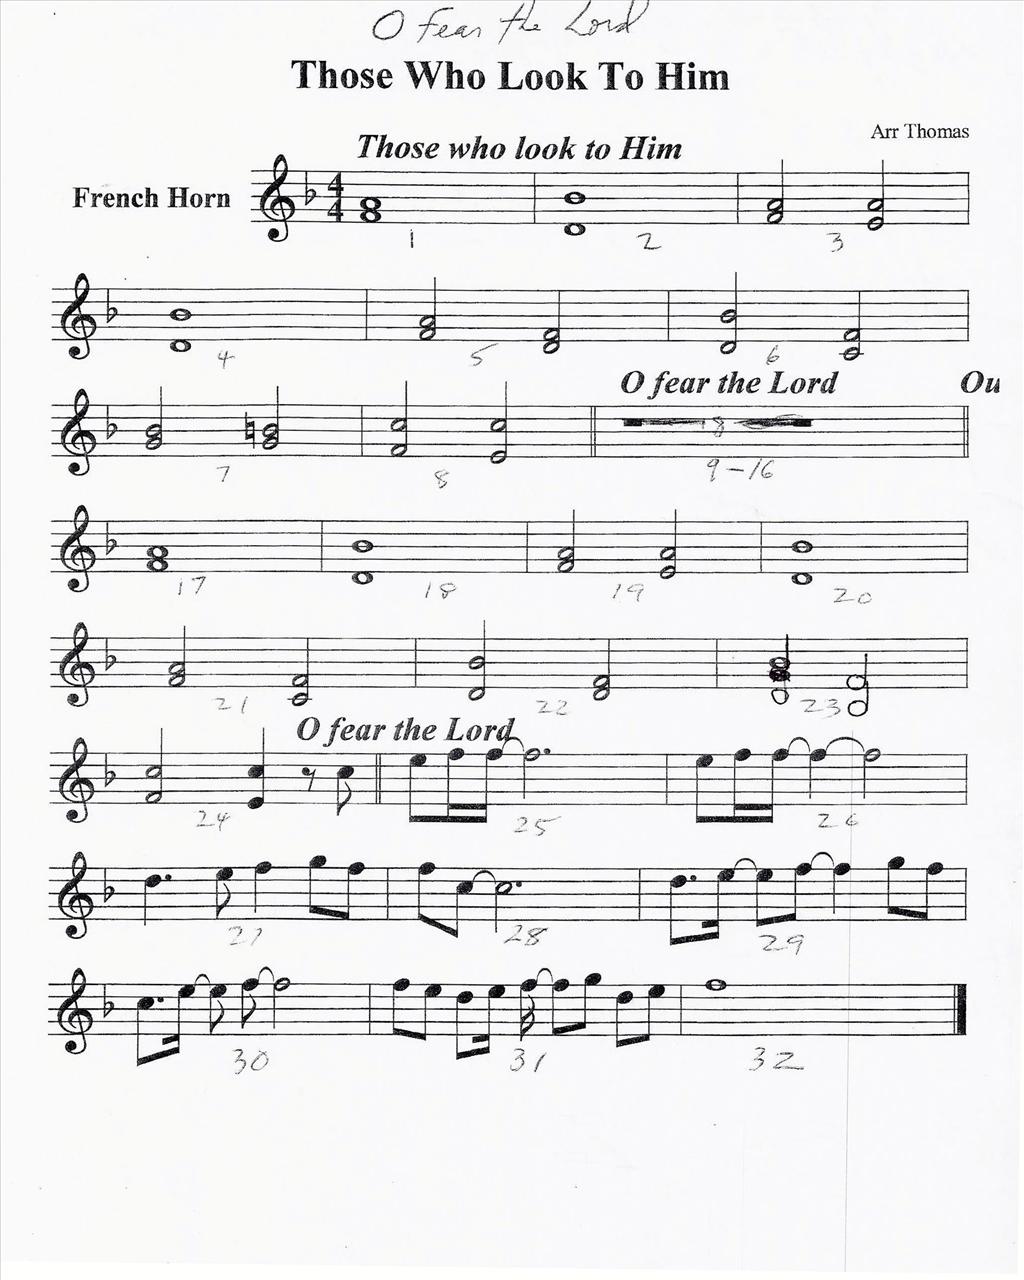 O Fear the Lord
Those Who Look To Him
Arr Thomas
Those who look to Him
French Horn
4
4
1 2 3
4 5 6
O fear the Lord Ou
8
7 8 9-16
17 18 19 20
21 22 23
O fear the Lord
24 25 26
27 28 29
30 31 32